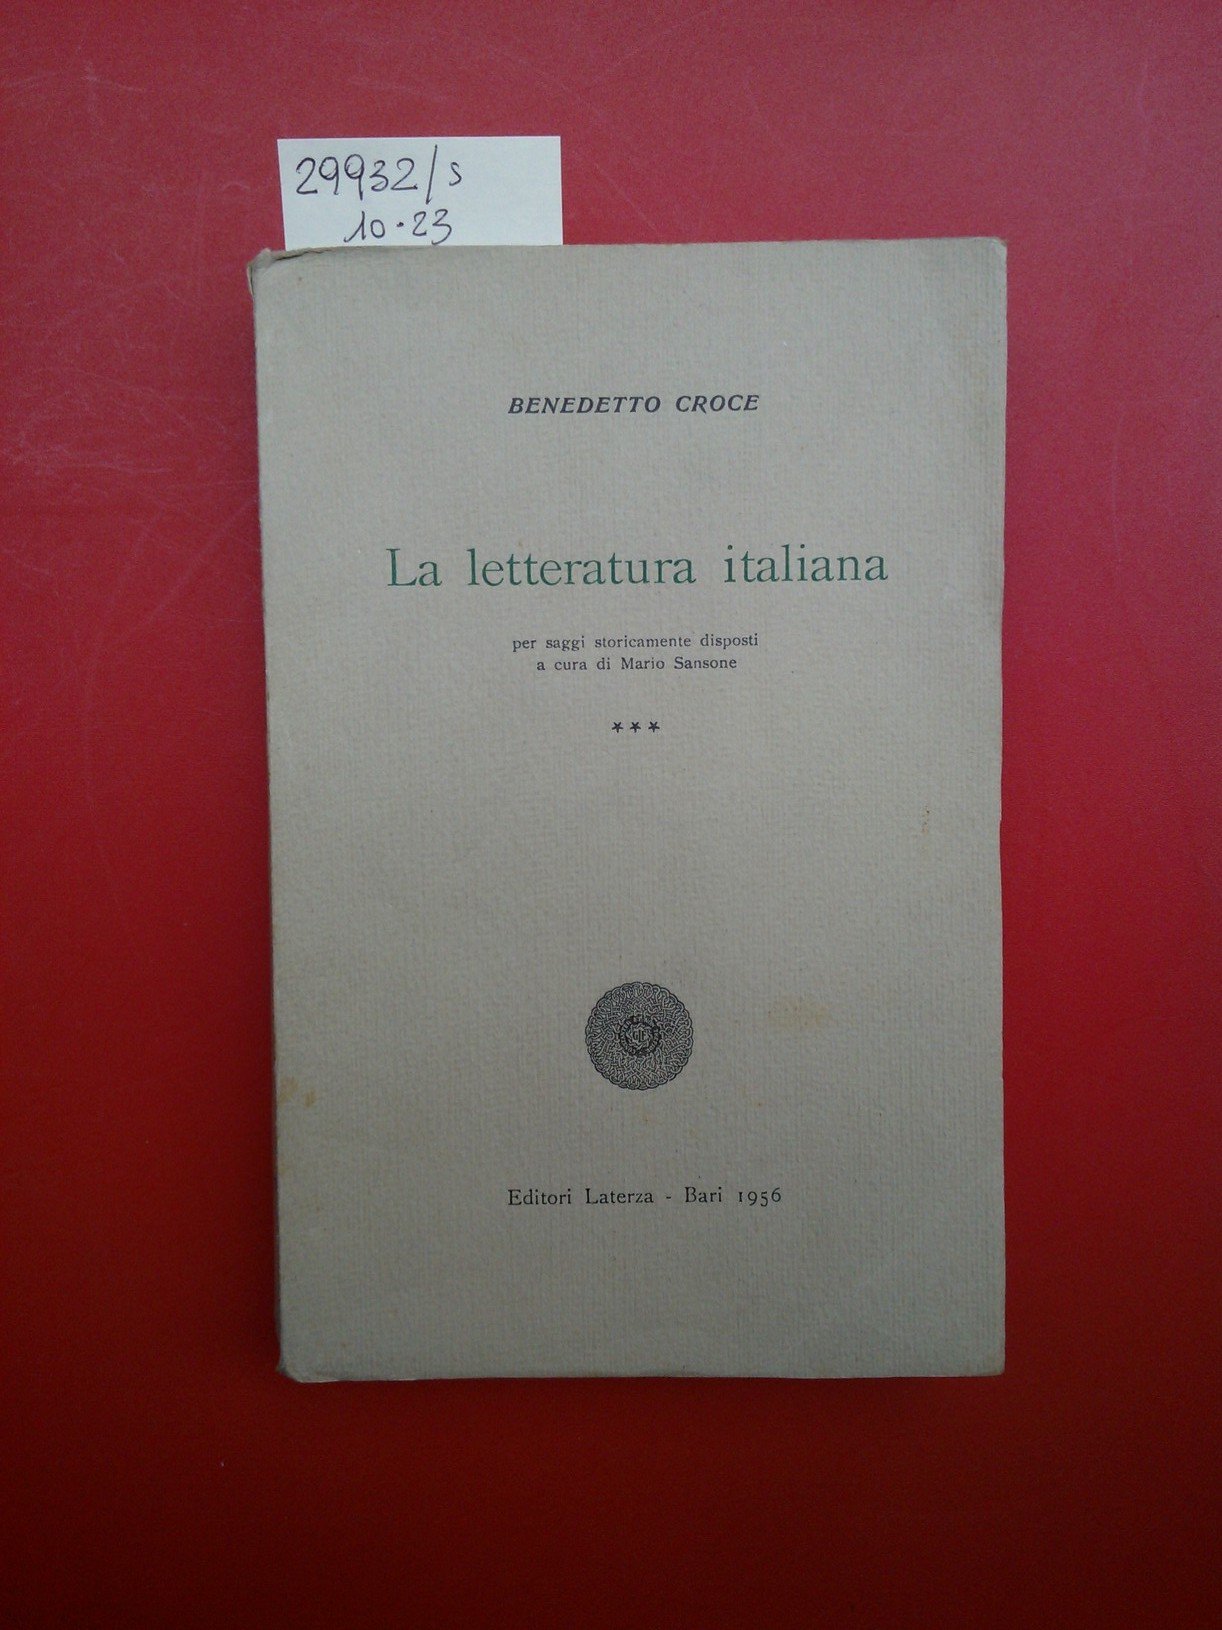 29932/s
10.23
BENEDETTO CROCE
La letteratura italiana
per saggi storicamente disposti
a cura di Mario Sansone
***
Editori Laterza - Bari 1956